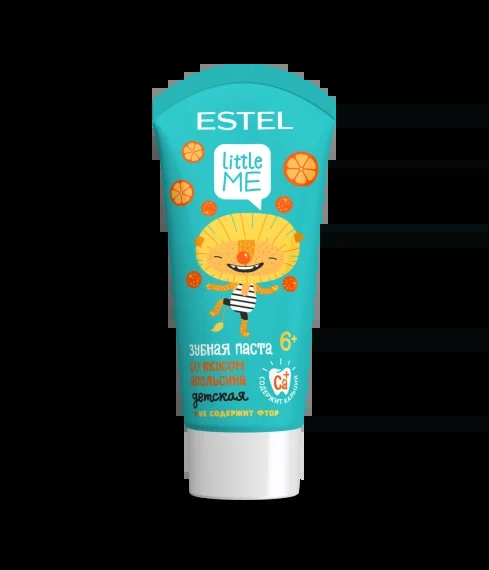 ESTEL
little
ME
зубная паста 6+
со вкусом
апельсина
детская
не содержит фтор
Ca+
содержит кальций